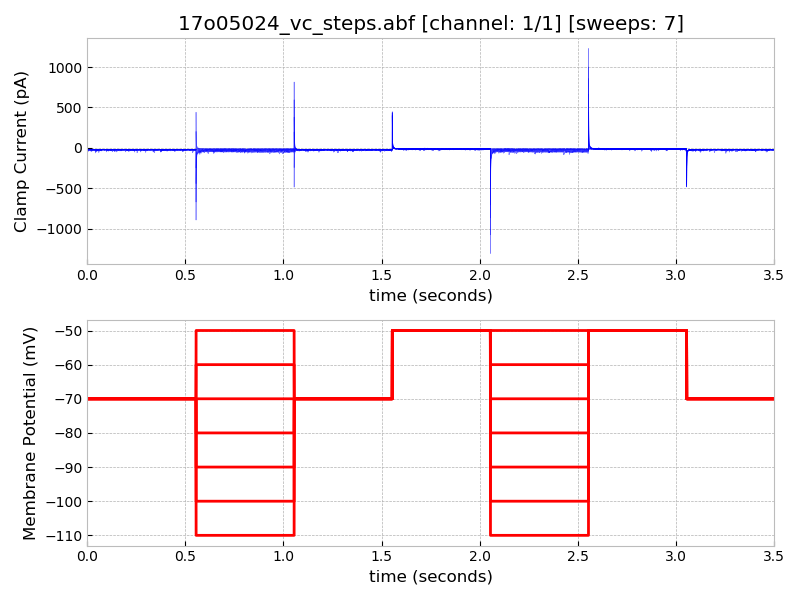 17o05024_vc_steps.abf [channel: 1/1] [sweeps: 7]
Clamp Current (pA)
1000
500
0
−500
−1000
0.0 0.5 1.0 1.5 2.0 2.5 3.0 3.5
time (seconds)
Membrane Potential (mV)
−50
−60
−70
−80
−90
−100
−110
0.0 0.5 1.0 1.5 2.0 2.5 3.0 3.5
time (seconds)